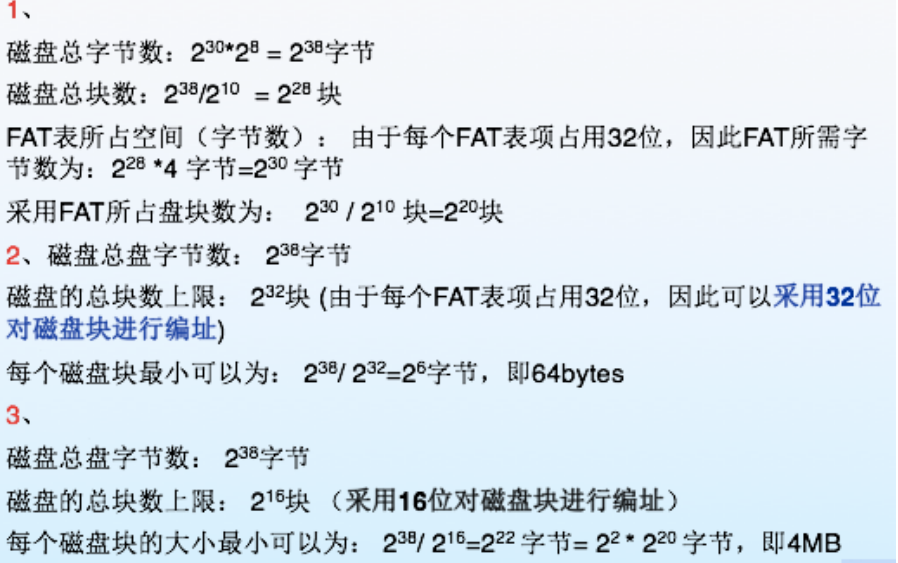 1、
磁盘总字节数：2³⁰*2⁸ = 2³⁸字节
磁盘总块数：2³⁸/2¹⁰ = 2²⁸ 块
FAT表所占空间（字节数）： 由于每个FAT表项占用32位，因此FAT所需字
节数为：2²⁸ *4 字节=2³⁰ 字节
采用FAT所占盘块数为： 2³⁰ / 2¹⁰ 块=2²⁰块
2、磁盘总盘字节数： 2³⁸字节
磁盘的总块数上限： 2³²块 (由于每个FAT表项占用32位，因此可以采用32位
对磁盘块进行编址)
每个磁盘块最小可以为： 2³⁸/ 2³²=2⁶字节，即64bytes
3、
磁盘总盘字节数： 2³⁸字节
磁盘的总块数上限： 2¹⁶块 （采用16位对磁盘块进行编址）
每个磁盘块的大小最小可以为： 2³⁸/ 2¹⁶=2²² 字节= 2² * 2²⁰ 字节，即4MB